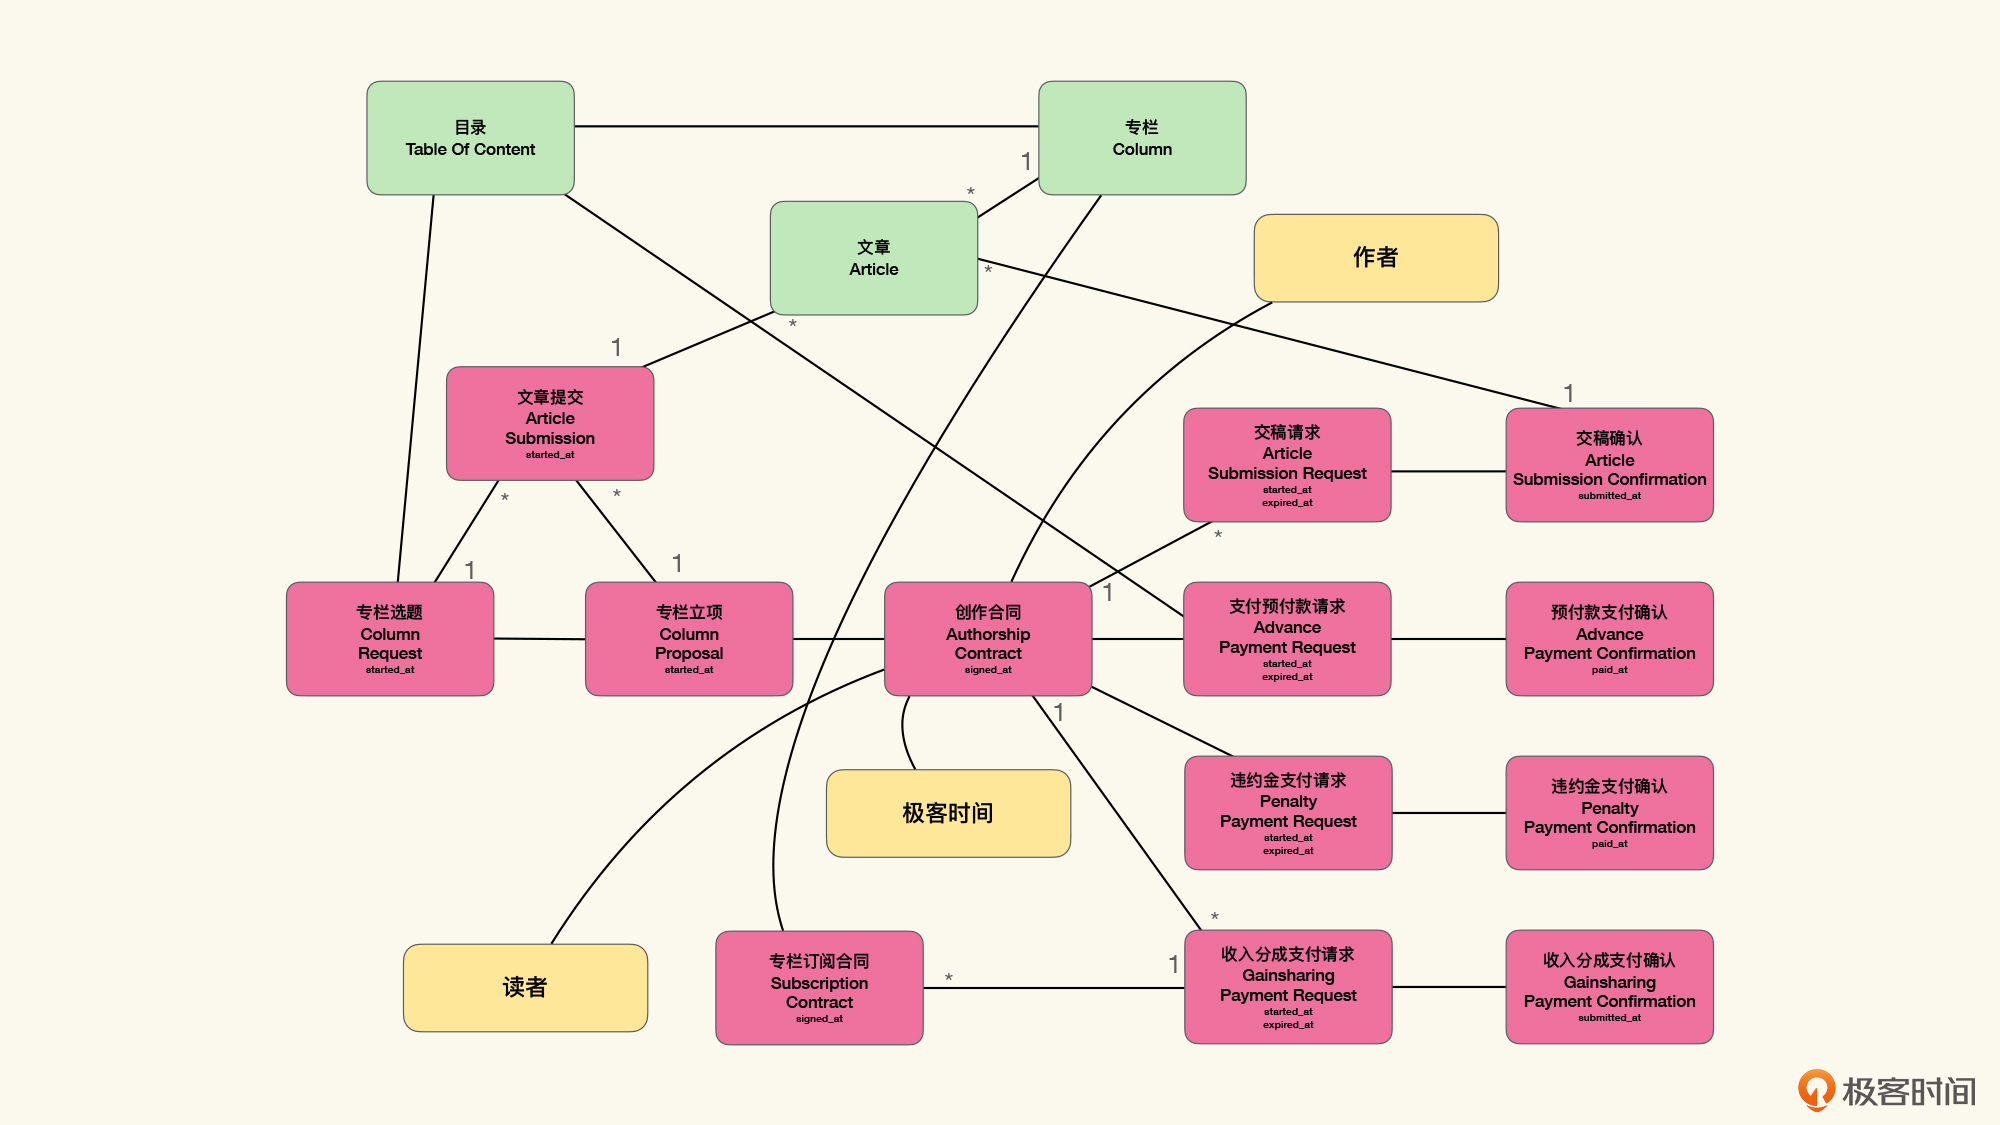 目录
Table Of Content
专栏
Column
1
*
文章
Article
*
*
作者
1
文章提交
Article
Submission
started_at
*
*
1
1
交稿请求
Article
Submission Request
started_at
expired_at
*
1
交稿确认
Article
Submission Confirmation
submitted_at
专栏选题
Column
Request
started_at
专栏立项
Column
Proposal
started_at
创作合同
Authorship
Contract
signed_at
1
支付预付款请求
Advance
Payment Request
started_at
expired_at
预付款支付确认
Advance
Payment Confirmation
paid_at
1
极客时间
违约金支付请求
Penalty
Payment Request
started_at
expired_at
违约金支付确认
Penalty
Payment Confirmation
paid_at
*
读者
专栏订阅合同
Subscription
Contract
signed_at
*
1
收入分成支付请求
Gainsharing
Payment Request
started_at
expired_at
收入分成支付确认
Gainsharing
Payment Confirmation
submitted_at
极客时间